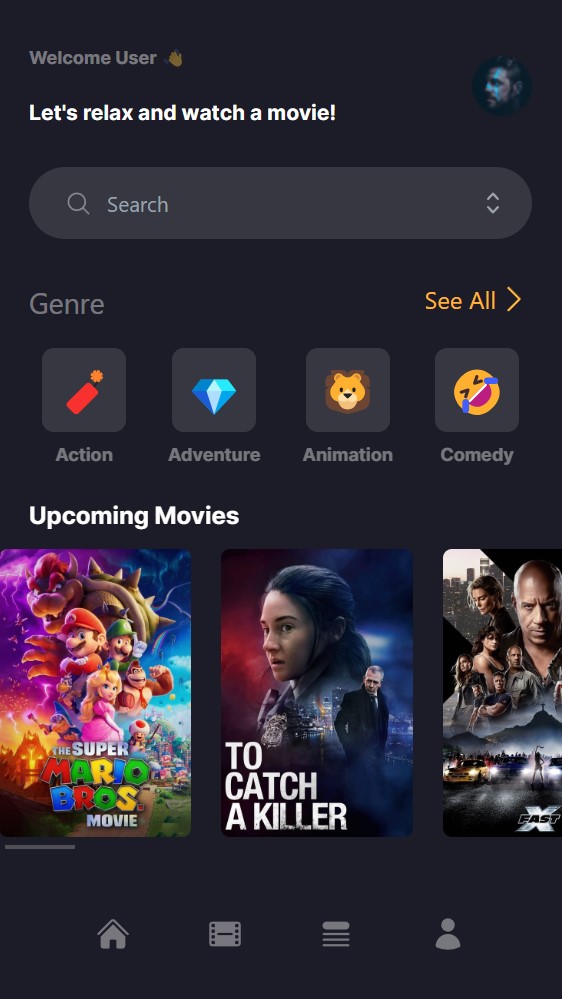 Welcome User 👋
Let's relax and watch a movie!
Search
Genre
See All
Action
Adventure
Animation
Comedy
Upcoming Movies
THE SUPER
MARIO
BROS.
MOVIE
TO
CATCH
A KILLER
FAST X